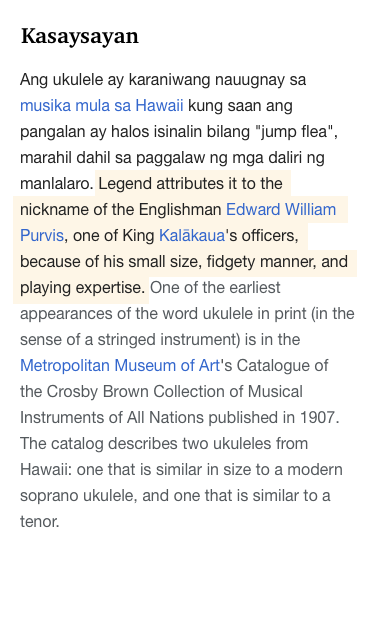 Kasaysayan
Ang ukulele ay karaniwang nauugnay sa
musika mula sa Hawaii kung saan ang
pangalan ay halos isinalin bilang "jump flea",
marahil dahil sa paggalaw ng mga daliri ng
manlalaro. Legend attributes it to the
nickname of the Englishman Edward William
Purvis, one of King Kalākaua's officers,
because of his small size, fidgety manner, and
playing expertise. One of the earliest
appearances of the word ukulele in print (in the
sense of a stringed instrument) is in the
Metropolitan Museum of Art's Catalogue of
the Crosby Brown Collection of Musical
Instruments of All Nations published in 1907.
The catalog describes two ukuleles from
Hawaii: one that is similar in size to a modern
soprano ukulele, and one that is similar to a
tenor.